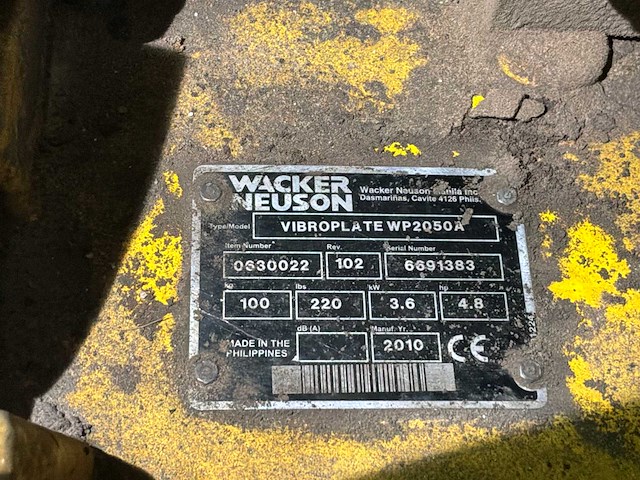 WACKER
NEUSON
Wacker Neuson Manila Inc
Dasmariñas, Cavite 4126 Phils
Type/Model VIBROPLATE WP2050A
Item Number Rev. Serial Number
0630022 102 6691383
kg lbs kW hp
100 220 3.6 4.8
dB (A) Manuf. Yr.
MADE IN THE
PHILIPPINES
2010 CE